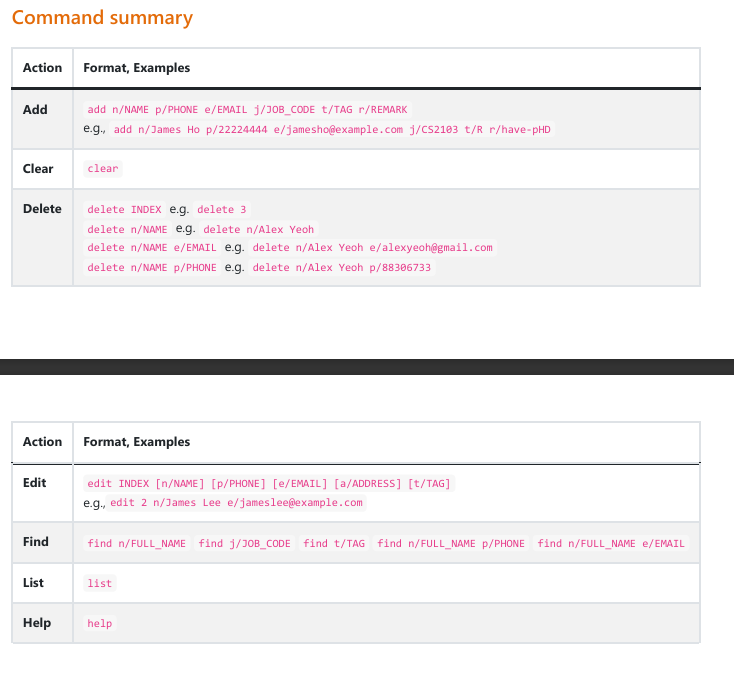 Command summary
Action Format, Examples
Add add n/NAME p/PHONE e/EMAIL j/JOB_CODE t/TAG r/REMARK
e.g., add n/James Ho p/22224444 e/jamesho@example.com j/CS2103 t/R r/have-pHD
Clear clear
Delete delete INDEX e.g. delete 3
delete n/NAME e.g. delete n/Alex Yeoh
delete n/NAME e/EMAIL e.g. delete n/Alex Yeoh e/alexyeoh@gmail.com
delete n/NAME p/PHONE e.g. delete n/Alex Yeoh p/88306733
Action Format, Examples
Edit edit INDEX [n/NAME] [p/PHONE] [e/EMAIL] [a/ADDRESS] [t/TAG]
e.g., edit 2 n/James Lee e/jameslee@example.com
Find find n/FULL_NAME find j/JOB_CODE find t/TAG find n/FULL_NAME p/PHONE find n/FULL_NAME e/EMAIL
List list
Help help